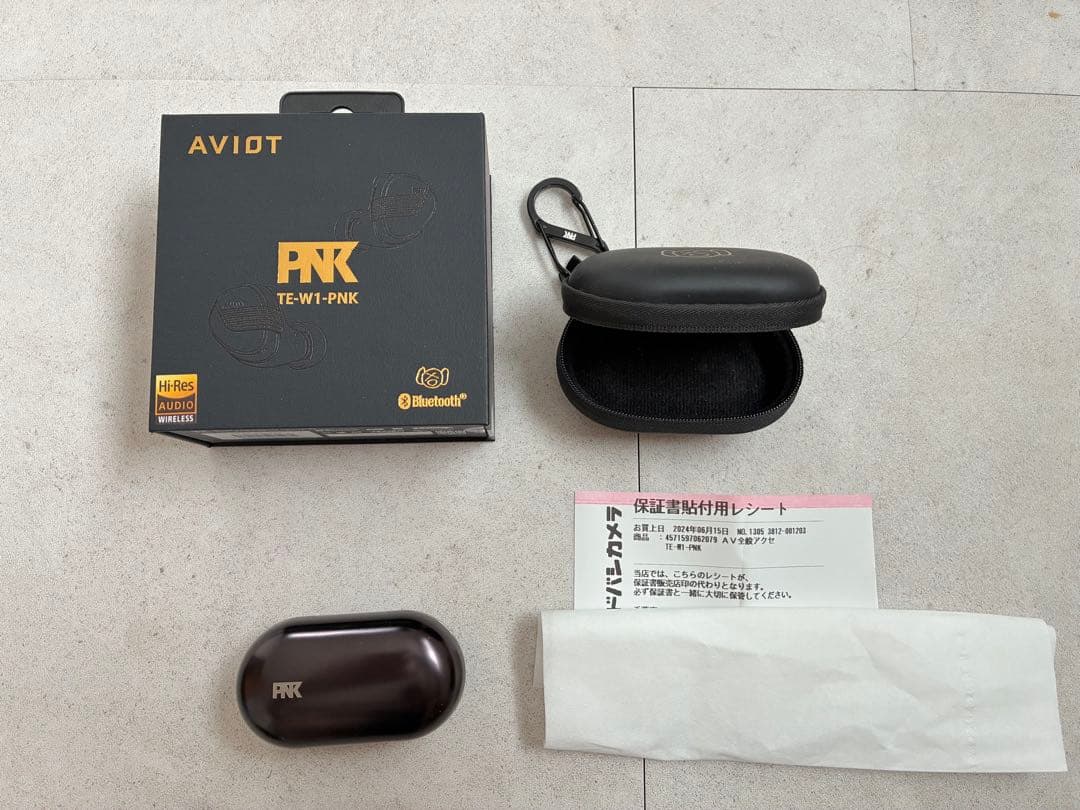 AVIOT
PNK
TE-W1-PNK
Hi-Res
AUDIO
WIRELESS
Bluetooth®
PNK
保証書貼付用レシート
お買上日 2024年06月15日 NO.1305 3812-001203
商品 :4571597062079 AV全般アクセ
TE-W1-PNK
当店では、こちらのレシートが、
保証書販売店印の代わりとなります。
必ず保証書と一緒に大切に保管してください。
ドバシカメラ
PNK